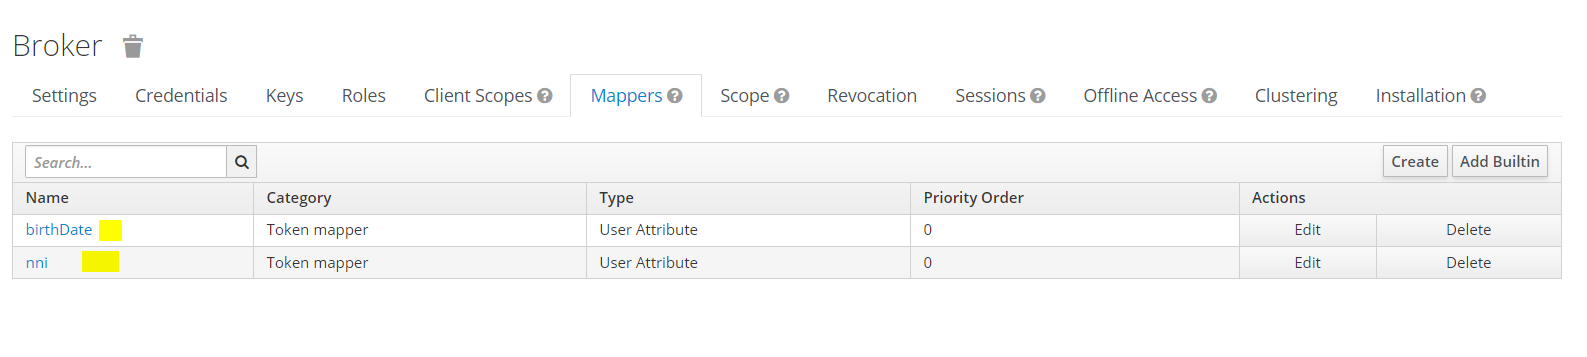 Broker
Settings Credentials Keys Roles Client Scopes Mappers Scope Revocation Sessions Offline Access Clustering Installation
Search... Create Add Builtin
Name Category Type Priority Order Actions
birthDate Token mapper User Attribute 0 Edit Delete
nni Token mapper User Attribute 0 Edit Delete